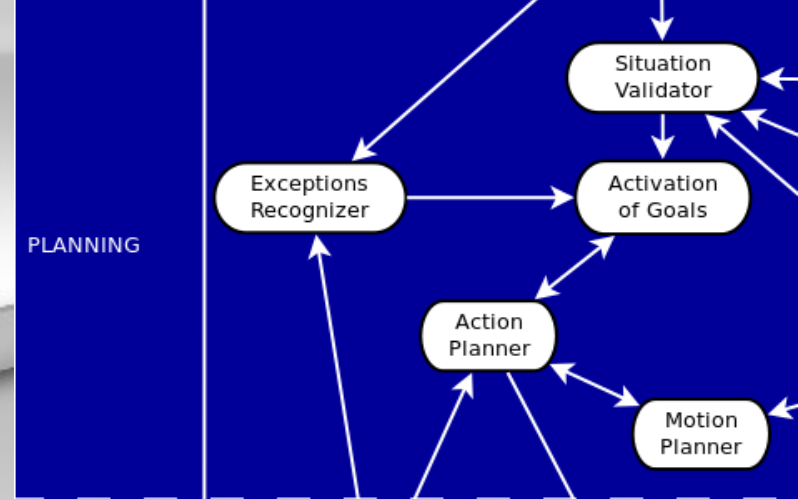 Situation
Validator
Exceptions
Recognizer
Activation
of Goals
PLANNING
Action
Planner
Motion
Planner